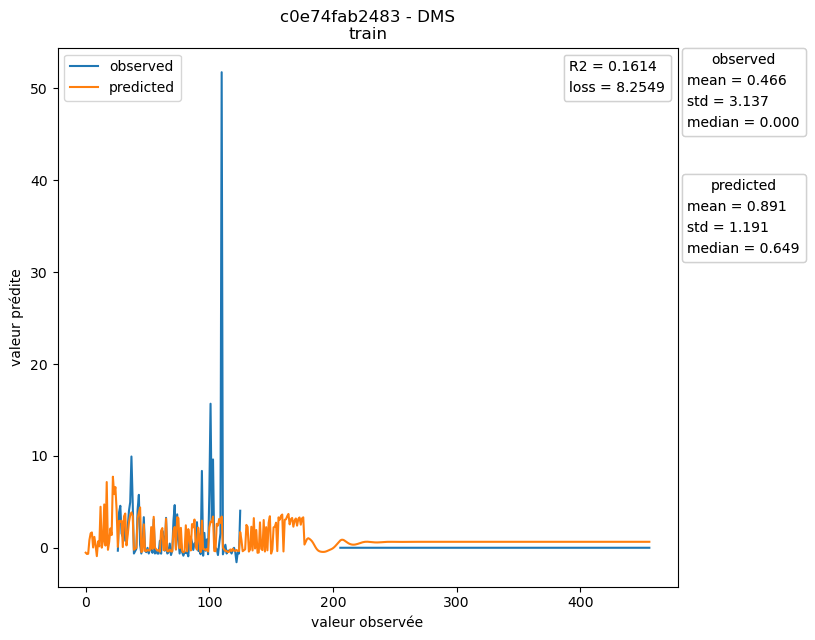 c0e74fab2483 - DMS
train
observed
predicted
R2 = 0.1614
loss = 8.2549
observed
mean = 0.466
std = 3.137
median = 0.000
predicted
mean = 0.891
std = 1.191
median = 0.649
valeur prédite
50
40
30
20
10
0
0
100
200
300
400
valeur observée